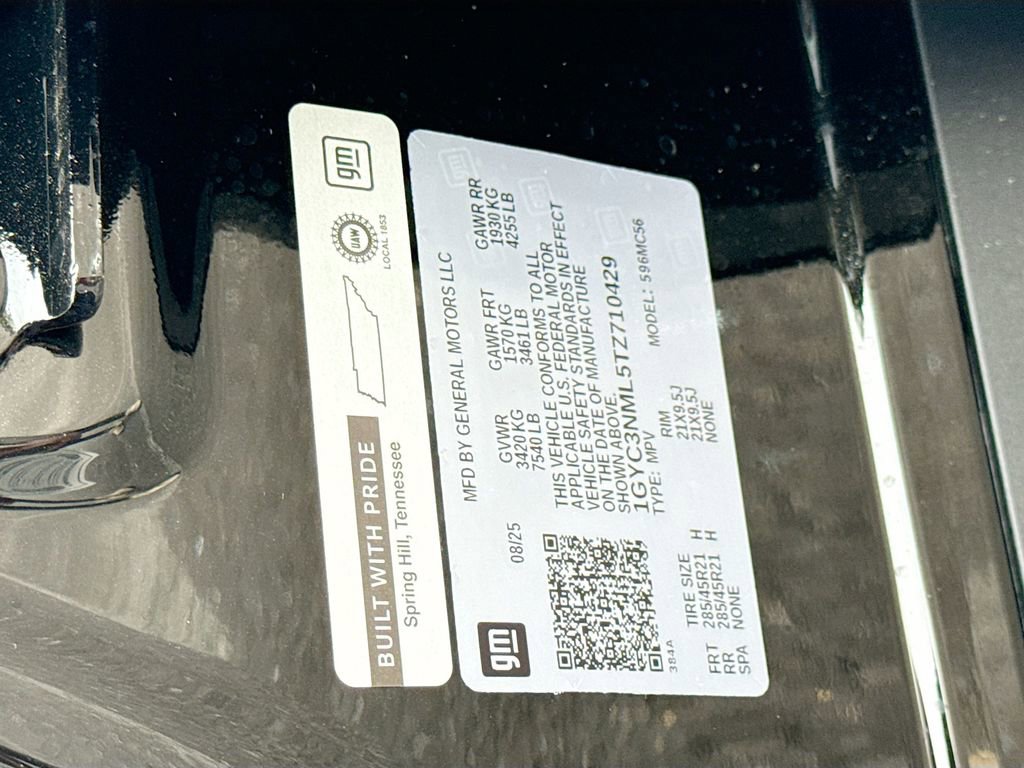 BUILT WITH PRIDE
Spring Hill, Tennessee
UAW
LOCAL 1853
gm
gm
MFD BY GENERAL MOTORS LLC
08/25
GVWR GAWR FRT GAWR RR
3420 KG 1570 KG 1930 KG
7540 LB 3461 LB 4255 LB
THIS VEHICLE CONFORMS TO ALL
APPLICABLE U.S. FEDERAL MOTOR
VEHICLE SAFETY STANDARDS IN EFFECT
ON THE DATE OF MANUFACTURE
SHOWN ABOVE.
1GYC3NML5TZ710429
TYPE: MPV MODEL: 596MC56
384A
TIRE SIZE RIM
FRT 285/45R21 H 21X9.5J
RR 285/45R21 H 21X9.5J
SPA NONE NONE